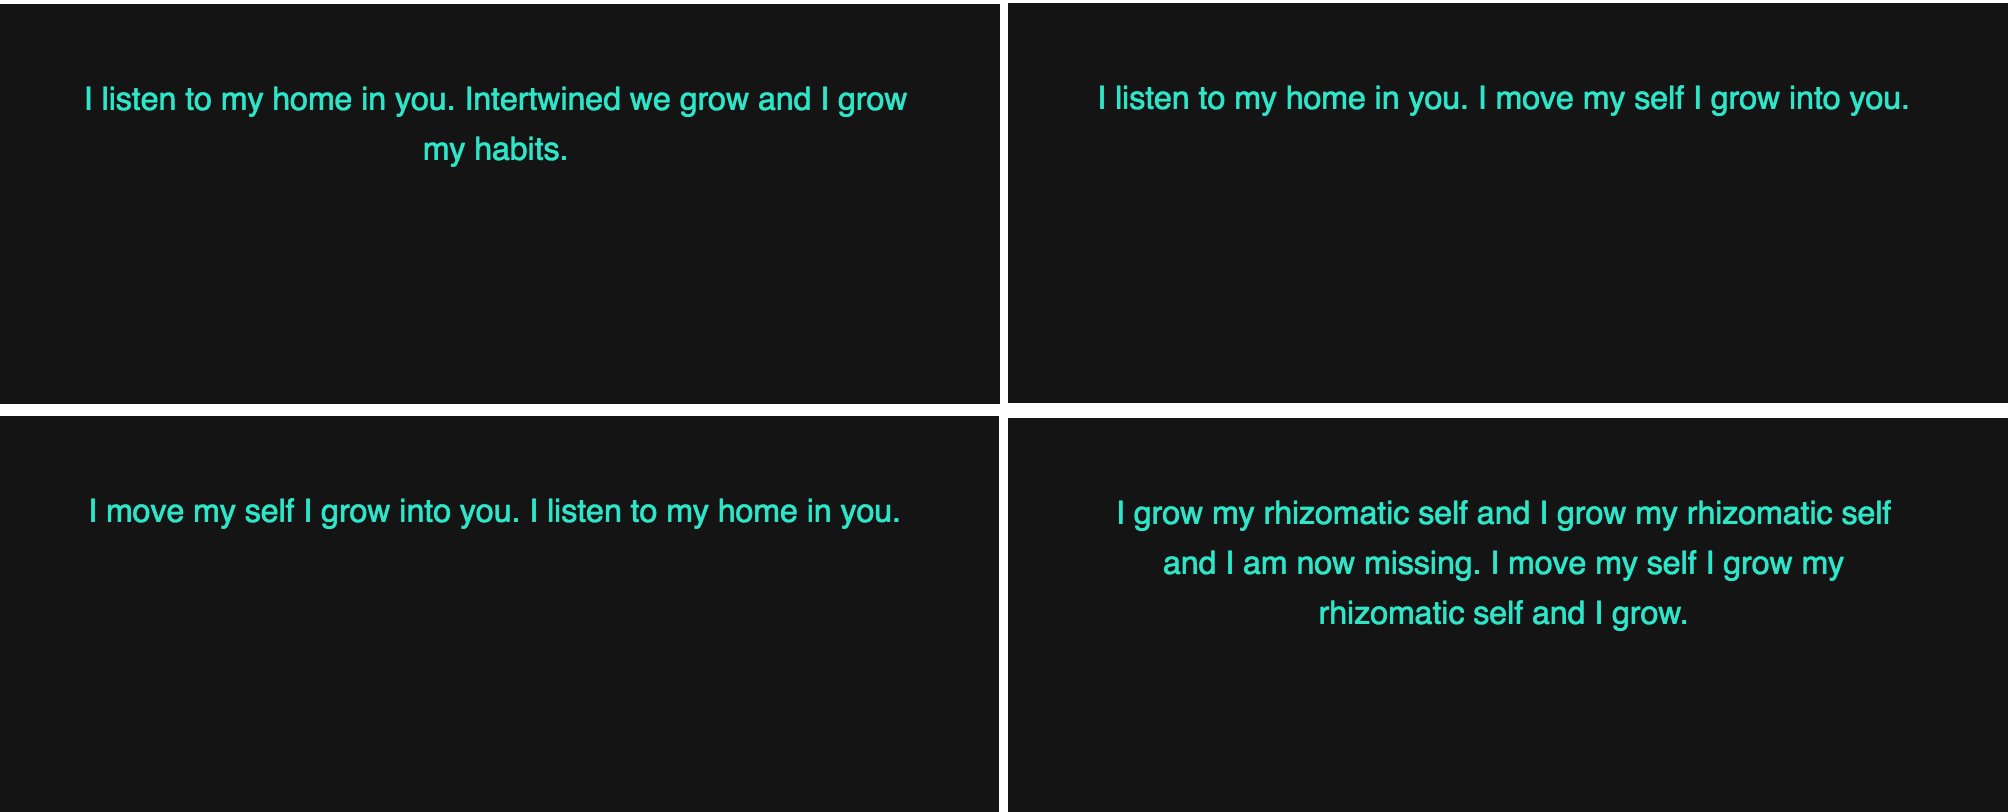 I listen to my home in you. Intertwined we grow and I grow
my habits.
I listen to my home in you. I move my self I grow into you.
I move my self I grow into you. I listen to my home in you.
I grow my rhizomatic self and I grow my rhizomatic self
and I am now missing. I move my self I grow my
rhizomatic self and I grow.